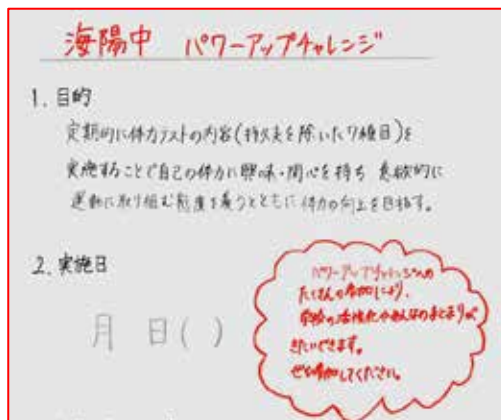 海陽中 パワーアップチャレンジ
1. 目的
定期的に体力テストの内容(持久走を除いた7種目)を
実施することで自己の体力に興味・関心を持ち 意欲的に
運動に取り組む態度を養うとともに体力の向上を目指す。
2. 実施日
月 日( )
パワーアップチャレンジへの
たくさんの参加により、
学校の活性化やみんなのまとまりが
きたいできます。
ぜひ参加してください。